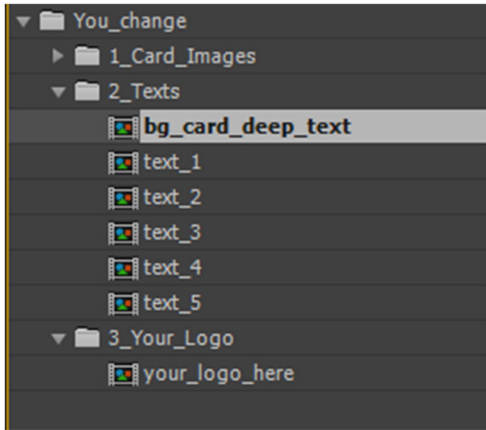 You_change
1_Card_Images
2_Texts
bg_card_deep_text
text_1
text_2
text_3
text_4
text_5
3_Your_Logo
your_logo_here